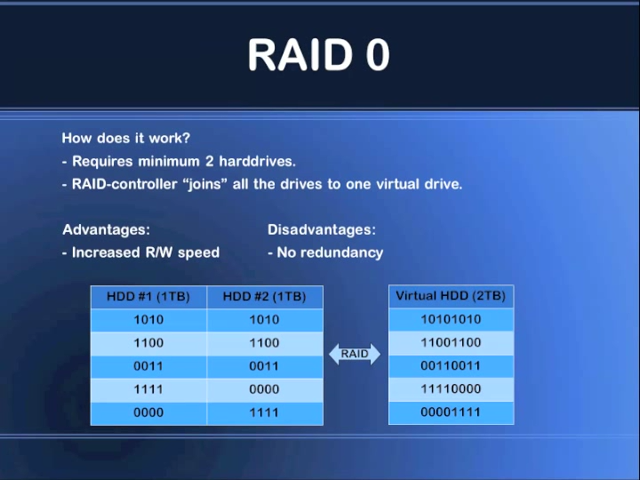 RAID 0
How does it work?
- Requires minimum 2 harddrives.
- RAID-controller “joins” all the drives to one virtual drive.
Advantages: Disadvantages:
- Increased R/W speed - No redundancy
HDD #1 (1TB) HDD #2 (1TB) Virtual HDD (2TB)
1010 1010 10101010
1100 1100 11001100
RAID
0011 0011 00110011
1111 0000 11110000
0000 1111 00001111